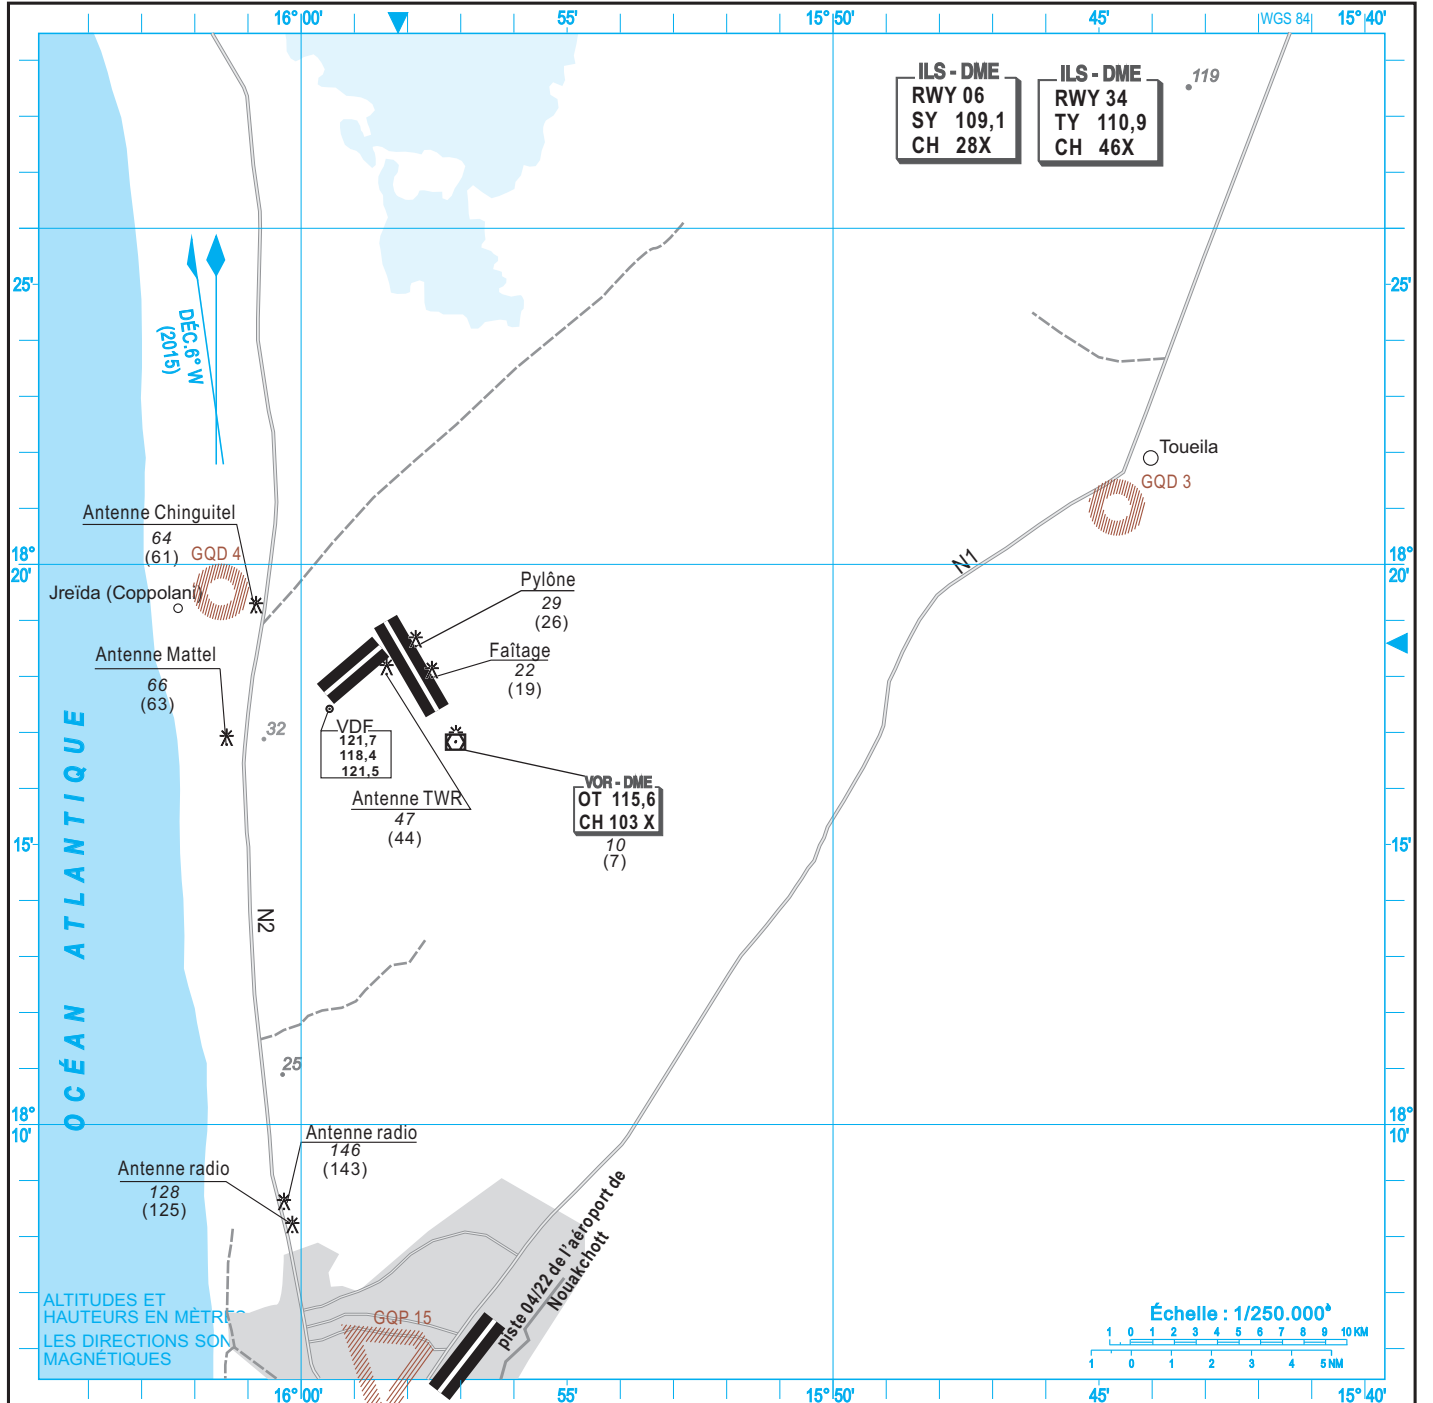 16° 00'
55'
15° 50'
45'
WGS 84
15° 40'
ILS - DME
RWY 06
SY 109,1
CH 28X
ILS - DME
RWY 34
TY 110,9
CH 46X
119
25'
25'
DÉC.6° W
(2015)
Toueila
GQD 3
Antenne Chinguitel
64
(61)
GQD 4
18°
20'
18°
20'
N1
Jreïda (Coppolani)
Pylône
29
(26)
Antenne Mattel
66
(63)
Faîtage
22
(19)
32
VDF
121,7
118,4
121,5
Antenne TWR
47
(44)
VOR - DME
OT 115,6
CH 103 X
10
(7)
OCÉAN ATLANTIQUE
15'
15'
N2
25
18°
10'
18°
10'
Antenne radio
146
(143)
Antenne radio
128
(125)
piste 04/22 de l'aéroport de
Nouakchott
GQP 15
ALTITUDES ET
HAUTEURS EN MÈTRES
LES DIRECTIONS SON
MAGNÉTIQUES
Échelle : 1/250.000è
1 0 1 2 3 4 5 6 7 8 9 10 KM
1 0 1 2 3 4 5 NM
16° 00'
55'
15° 50'
45'
15° 40'